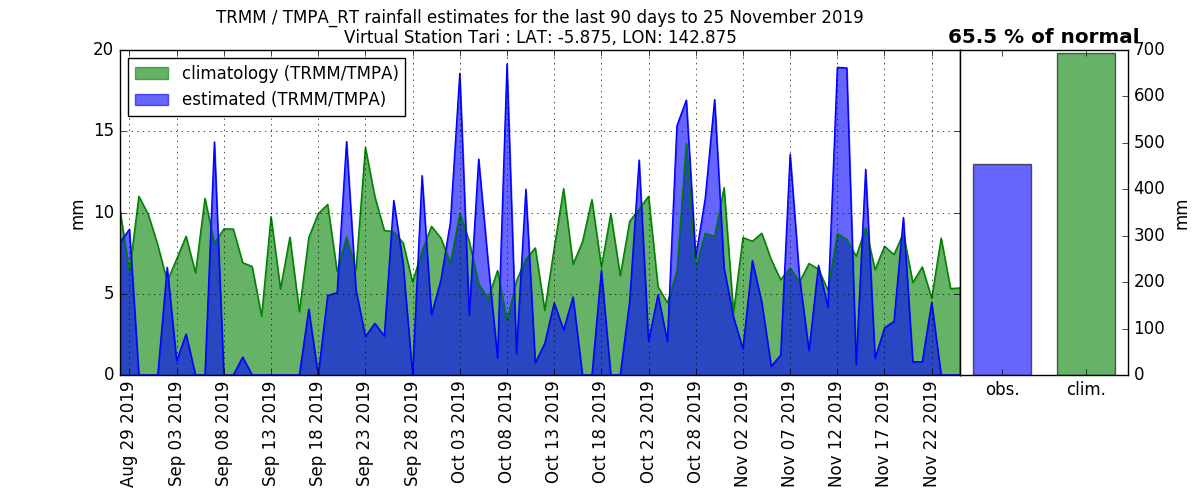 TRMM / TMPA_RT rainfall estimates for the last 90 days to 25 November 2019
Virtual Station Tari : LAT: -5.875, LON: 142.875
65.5 % of normal
climatology (TRMM/TMPA)
estimated (TRMM/TMPA)
20
15
10
5
0
mm
Aug 29 2019
Sep 03 2019
Sep 08 2019
Sep 13 2019
Sep 18 2019
Sep 23 2019
Sep 28 2019
Oct 03 2019
Oct 08 2019
Oct 13 2019
Oct 18 2019
Oct 23 2019
Oct 28 2019
Nov 02 2019
Nov 07 2019
Nov 12 2019
Nov 17 2019
Nov 22 2019
obs.
clim.
700
600
500
400
300
200
100
0
mm